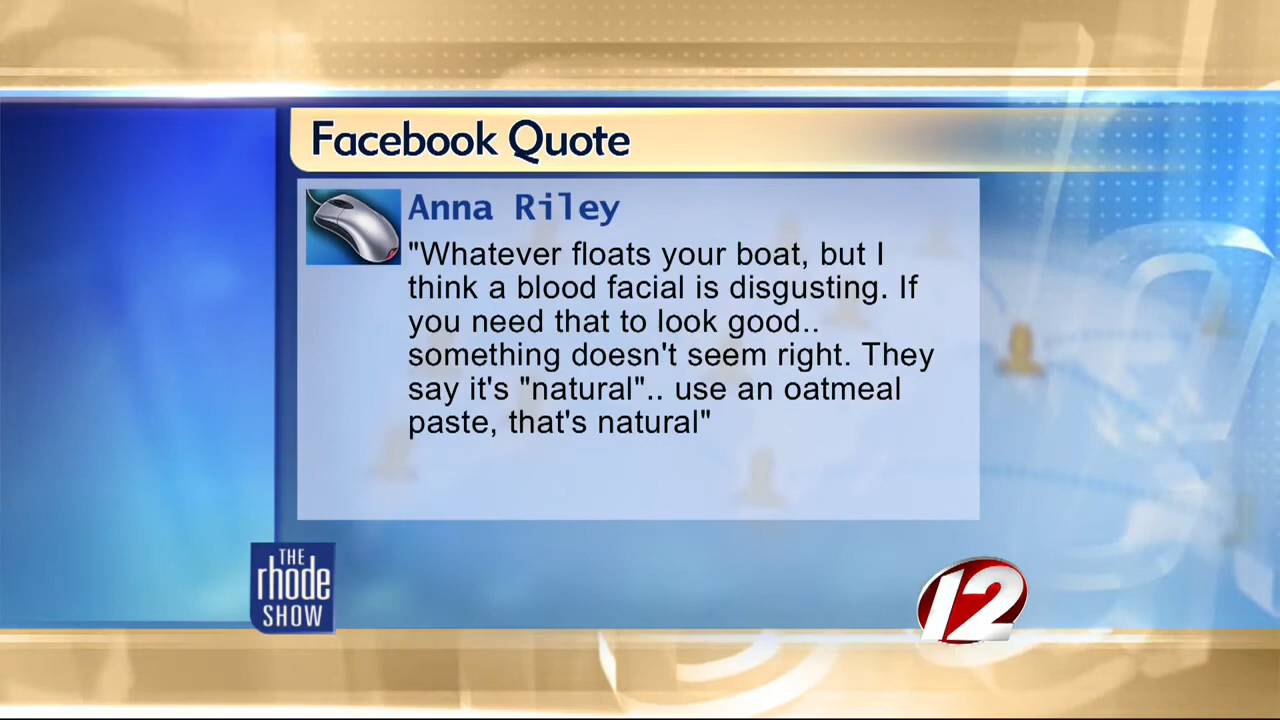 Facebook Quote
Anna Riley
"Whatever floats your boat, but I
think a blood facial is disgusting. If
you need that to look good..
something doesn't seem right. They
say it's "natural".. use an oatmeal
paste, that's natural"
THE
rhode
SHOW
12